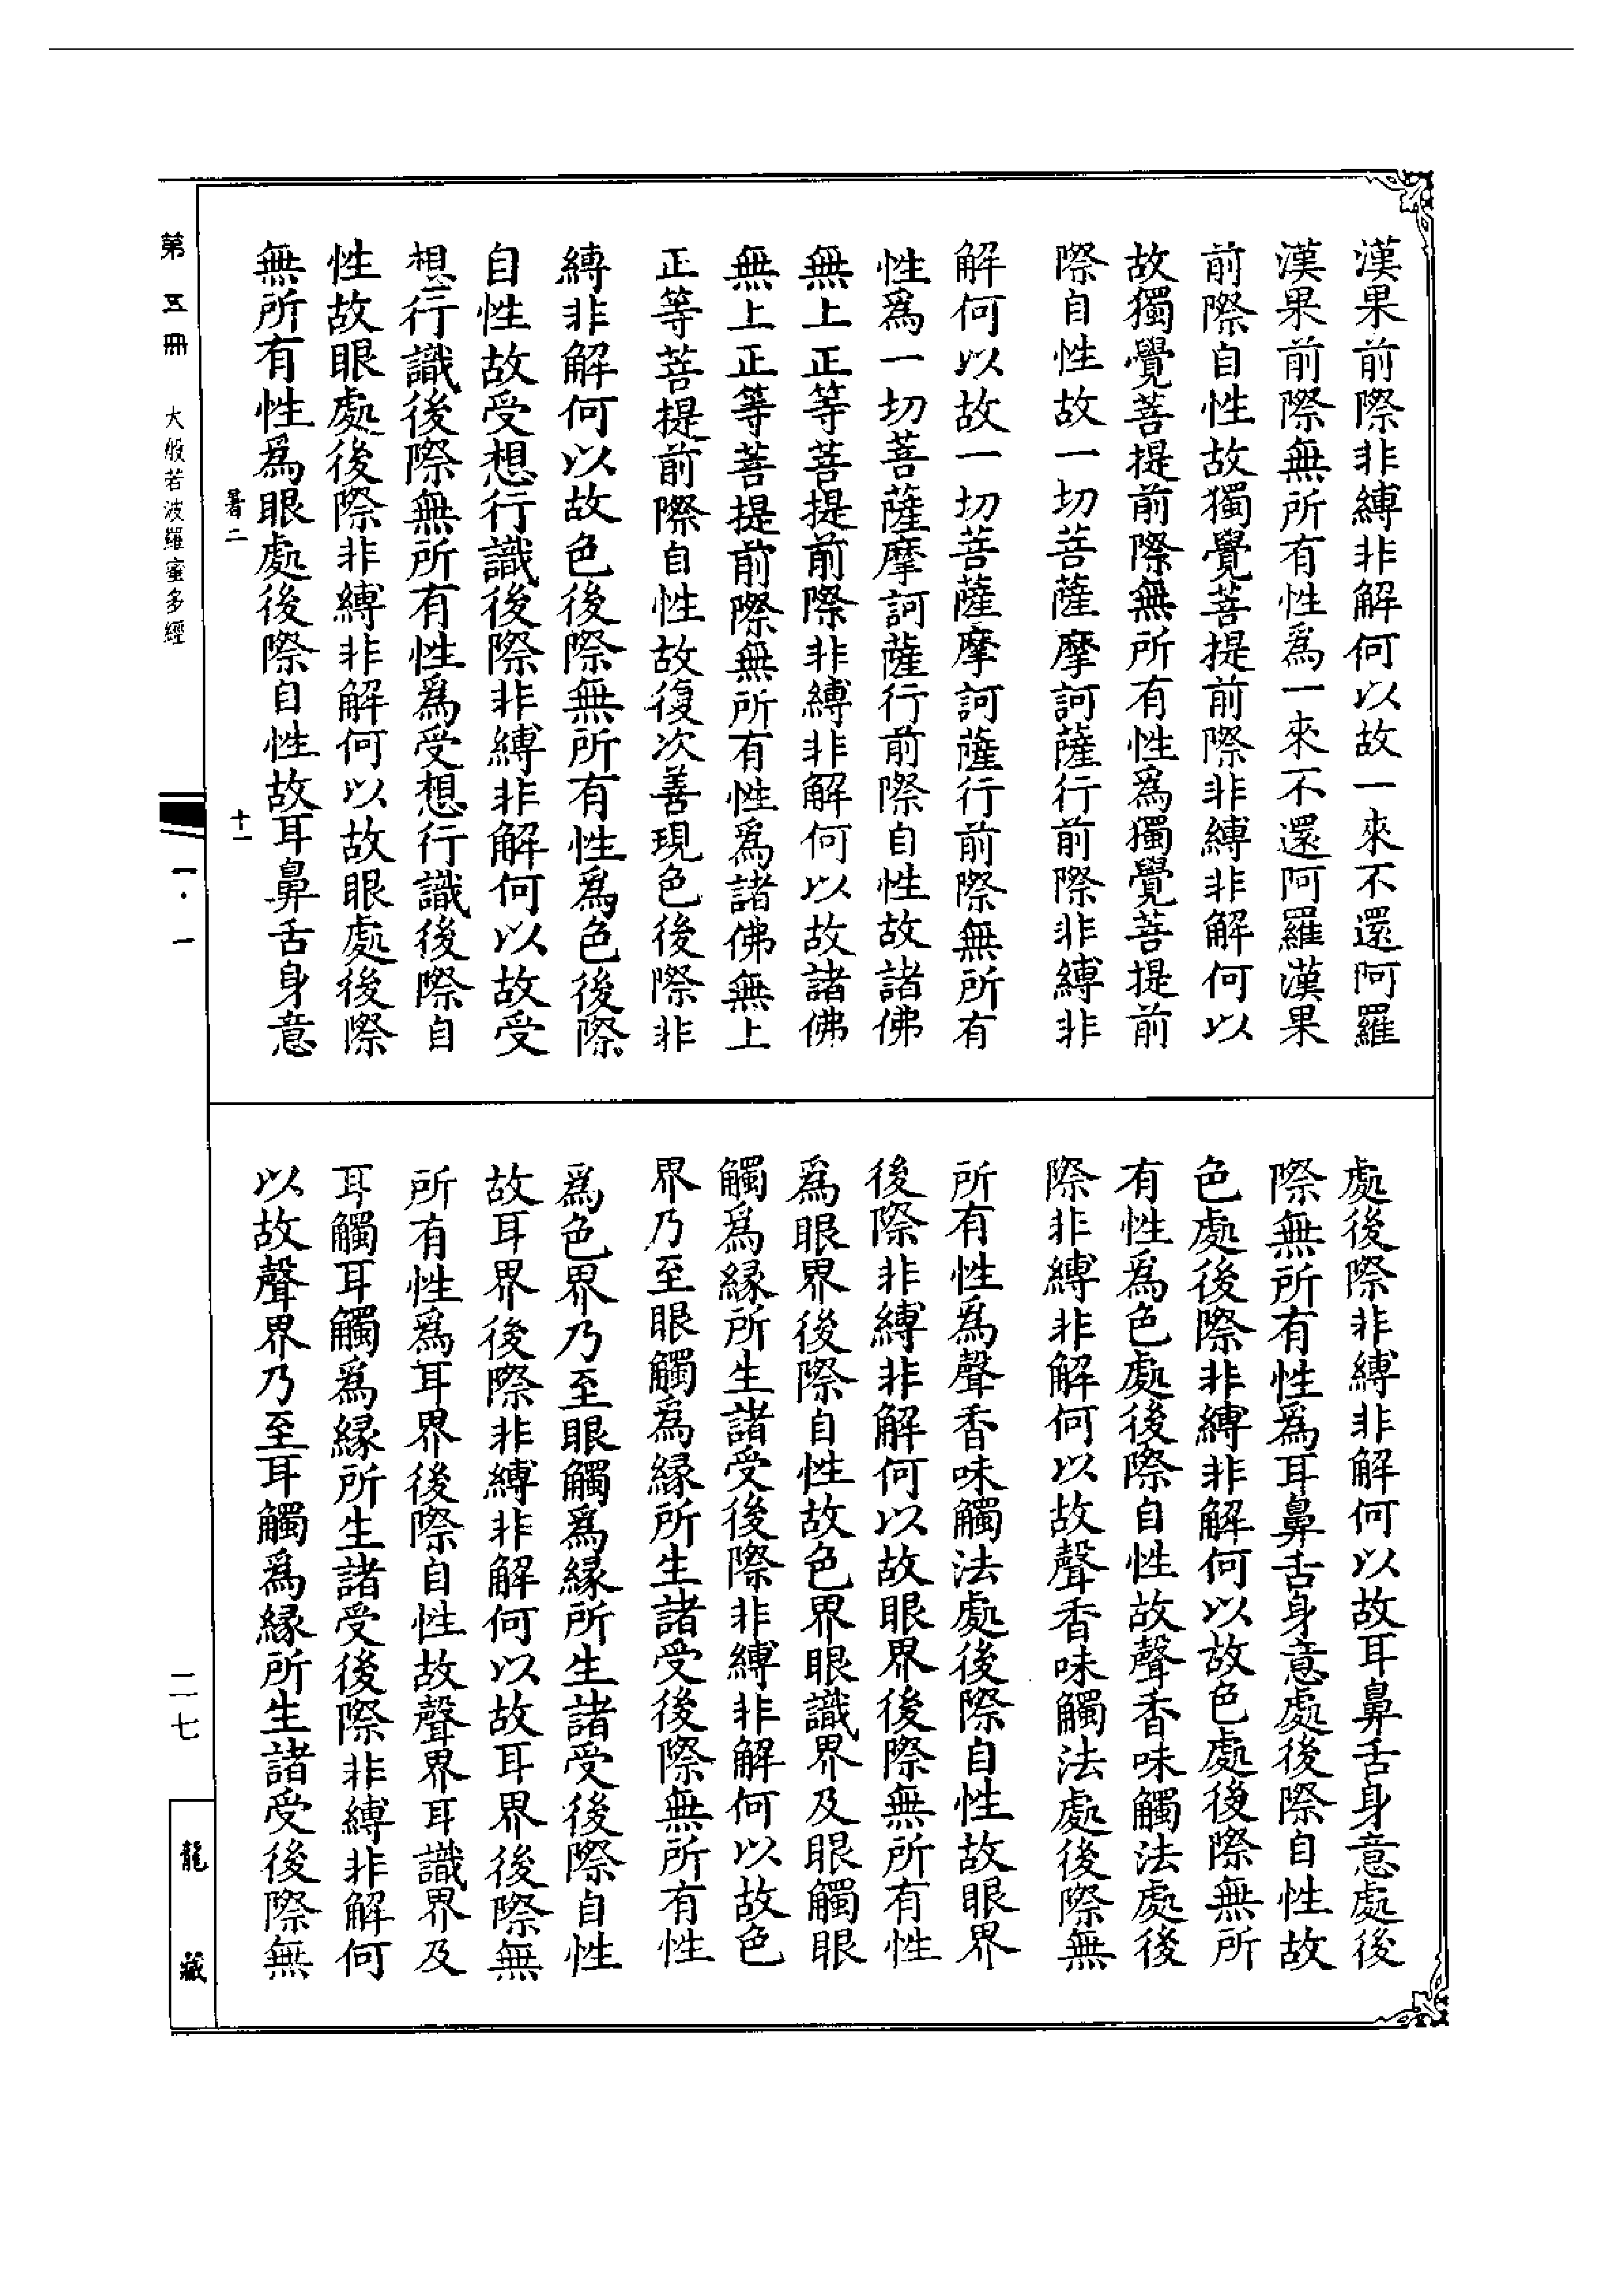 漢果前際非縛非解何以故一來不還阿羅
漢果前際無所有性爲一來不還阿羅漢果
前際自性故獨覺菩提前際非縛非解何以
故獨覺菩提前際無所有性爲獨覺菩提前
際自性故一切菩薩摩訶薩行前際非縛非
解何以故一切菩薩摩訶薩行前際無所有
性爲一切菩薩摩訶薩行前際自性故諸佛
無上正等菩提前際非縛非解何以故諸佛
無上正等菩提前際無所有性爲諸佛無上
正等菩提前際自性故復次善現色後際非
縛非解何以故色後際無所有性爲色後際
自性故受想行識後際非縛非解何以故受
想行識後際無所有性爲受想行識後際自
性故眼處後際非縛非解何以故眼處後際
無所有性爲眼處後際自性故耳鼻舌身意
處後際非縛非解何以故耳鼻舌身意處後
際無所有性爲耳鼻舌身意處後際自性故
色處後際非縛非解何以故色處後際無所
有性爲色處後際自性故聲香味觸法處後
際非縛非解何以故聲香味觸法處後際無
所有性爲聲香味觸法處後際自性故眼界
後際非縛非解何以故眼界後際無所有性
爲眼界後際自性故色界眼識界及眼觸眼
觸爲緣所生諸受後際非縛非解何以故色
界乃至眼觸爲緣所生諸受後際無所有性
爲色界乃至眼觸爲緣所生諸受後際自性
故耳界後際非縛非解何以故耳界後際無
所有性爲耳界後際自性故聲界耳識界及
耳觸耳觸爲緣所生諸受後際非縛非解何
以故聲界乃至耳觸爲緣所生諸受後際無
薯二
十一
第五冊
大般若波羅蜜多經
一·一
二七
龍藏